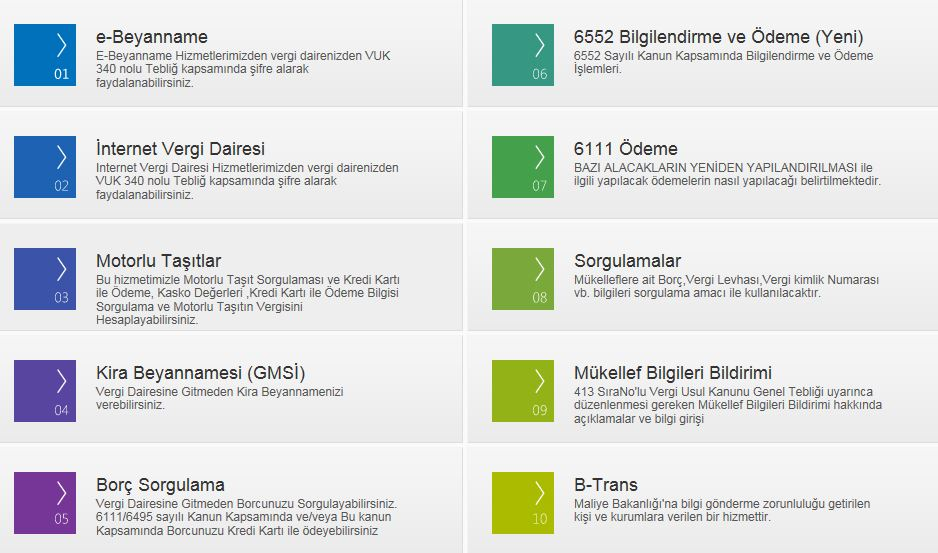 e-Beyanname
E-Beyanname Hizmetlerimizden vergi dairenizden VUK
340 nolu Tebliğ kapsamında şifre alarak
faydalanabilirsiniz.
01
İnternet Vergi Dairesi
Internet Vergi Dairesi Hizmetlerimizden vergi dairenizden
VUK 340 nolu Tebliğ kapsamında şifre alarak
faydalanabilirsiniz.
02
Motorlu Taşıtlar
Bu hizmetimizle Motorlu Taşıt Sorgulaması ve Kredi Kartı
ile Ödeme, Kasko Değerleri ,Kredi Kartı ile Ödeme Bilgisi
Sorgulama ve Motorlu Taşıtın Vergisini
Hesaplayabilirsiniz.
03
Kira Beyannamesi (GMSİ)
Vergi Dairesine Gitmeden Kira Beyannamenizi
verebilirsiniz.
04
Borç Sorgulama
Vergi Dairesine Gitmeden Borcunuzu Sorgulayabilirsiniz.
6111/6495 sayılı Kanun Kapsamında ve/veya Bu kanun
Kapsamında Borcunuzu Kredi Kartı ile ödeyebilirsiniz
05
6552 Bilgilendirme ve Ödeme (Yeni)
6552 Sayılı Kanun Kapsamında Bilgilendirme ve Ödeme
İşlemleri.
06
6111 Ödeme
BAZI ALACAKLARIN YENİDEN YAPILANDIRILMASI ile
ilgili yapılacak ödemelerin nasıl yapılacağı belirtilmektedir.
07
Sorgulamalar
Mükelleflere ait Borç,Vergi Levhası,Vergi kimlik Numarası
vb. bilgileri sorgulama amacı ile kullanılacaktır.
08
Mükellef Bilgileri Bildirimi
413 SıraNo'lu Vergi Usul Kanunu Genel Tebliği uyarınca
düzenlenmesi gereken Mükellef Bilgileri Bildirimi hakkında
açıklamalar ve bilgi girişi
09
B-Trans
Maliye Bakanlığı'na bilgi gönderme zorunluluğu getirilen
kişi ve kurumlara verilen bir hizmettir.
10